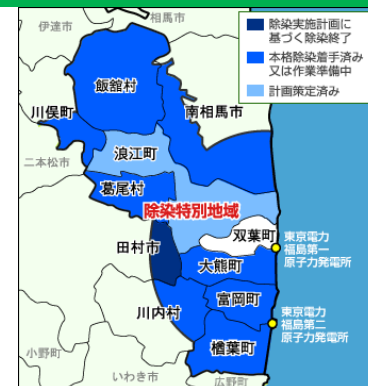 伊達市
相馬市
除染実施計画に
基づく除染終了
本格除染着手済み
又は作業準備中
計画策定済み
飯舘村
川俣町
南相馬市
二本松市
浪江町
葛尾村
除染特別地域
双葉町
東京電力
福島第一
原子力発電所
田村市
大熊町
富岡町
川内村
東京電力
福島第二
原子力発電所
楢葉町
小野町
いわき市
広野町